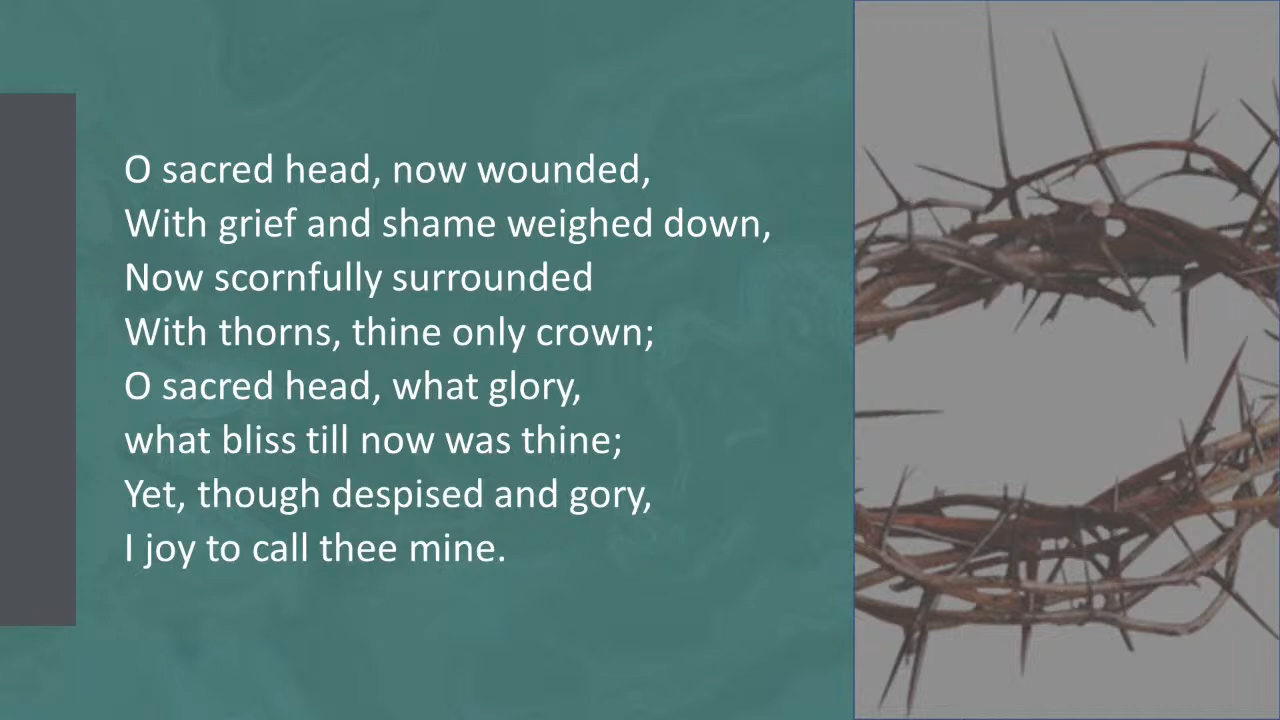 O sacred head, now wounded,
With grief and shame weighed down,
Now scornfully surrounded
With thorns, thine only crown;
O sacred head, what glory,
what bliss till now was thine;
Yet, though despised and gory,
I joy to call thee mine.